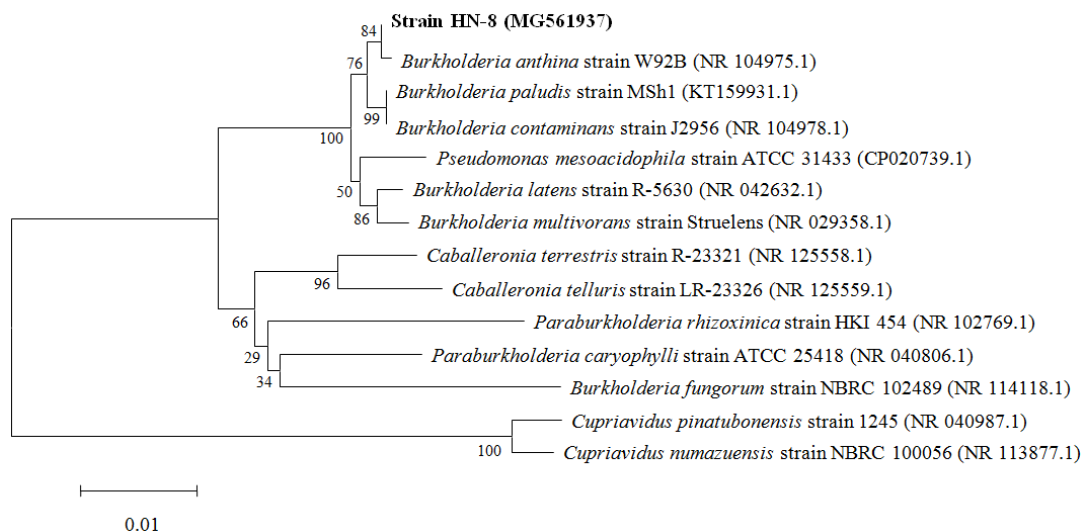 Strain HN-8 (MG561937)
84
Burkholderia anthina strain W92B (NR 104975.1)
76
Burkholderia paludis strain MSh1 (KT159931.1)
99
Burkholderia contaminans strain J2956 (NR 104978.1)
100
Pseudomonas mesoacidophila strain ATCC 31433 (CP020739.1)
50
Burkholderia latens strain R-5630 (NR 042632.1)
86
Burkholderia multivorans strain Struelens (NR 029358.1)
Caballeronia terrestris strain R-23321 (NR 125558.1)
96
Caballeronia telluris strain LR-23326 (NR 125559.1)
66
Paraburkholderia rhizoxinica strain HKI 454 (NR 102769.1)
29
Paraburkholderia caryophylli strain ATCC 25418 (NR 040806.1)
34
Burkholderia fungorum strain NBRC 102489 (NR 114118.1)
Cupriavidus pinatubonensis strain 1245 (NR 040987.1)
100
Cupriavidus numazuensis strain NBRC 100056 (NR 113877.1)
0.01